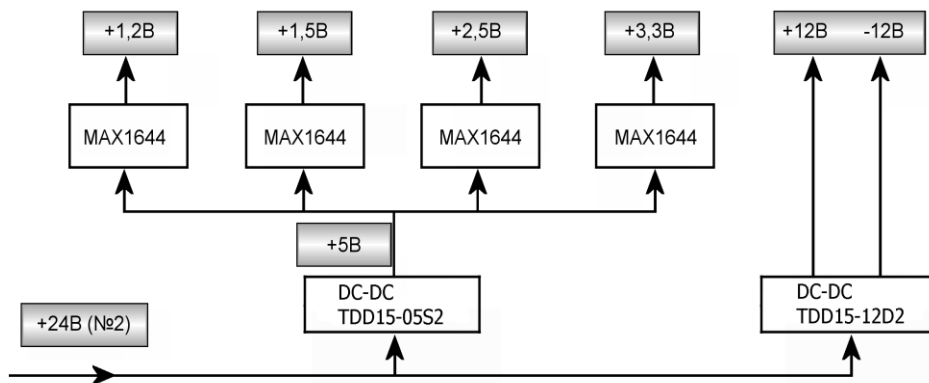 +1,2В
+1,5В
+2,5В
+3,3В
+12В -12В
MAX1644
MAX1644
MAX1644
MAX1644
+5В
DC-DC
TDD15-05S2
DC-DC
TDD15-12D2
+24В (№2)